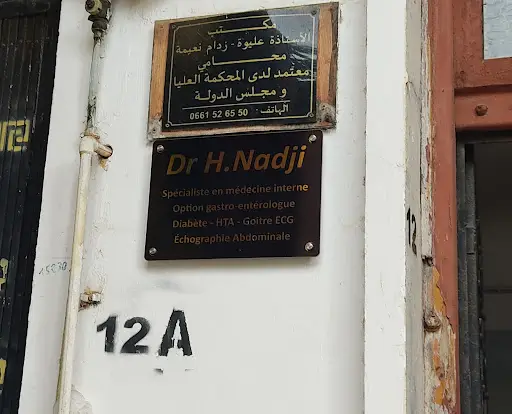 مكتب
الأستاذة عليوة - زدام نعيمة
محامي
معتمد لدى المحكمة العليا
و مجلس الدولة
الهاتف: 0661 52 65 50
Dr H.Nadji
Spécialiste en médecine interne
Option gastro-entérologue
Diabète - HTA - Goitre ECG
Échographie Abdominale
12A
12